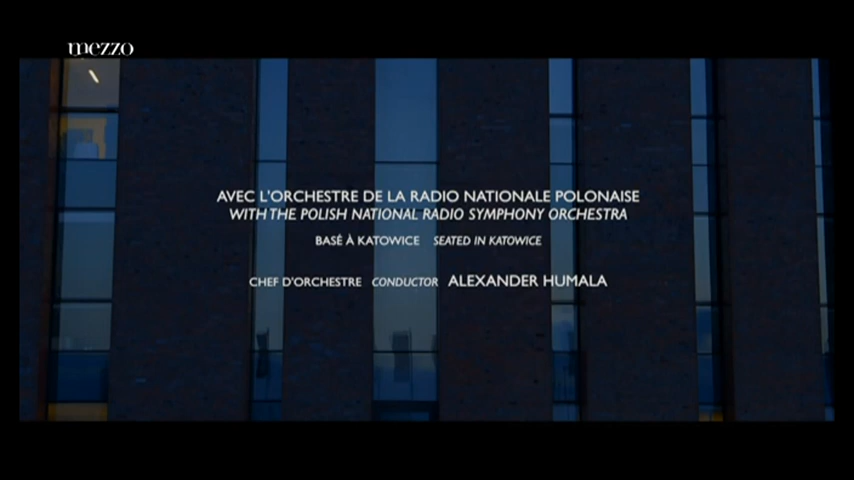 mezzo
AVEC L'ORCHESTRE DE LA RADIO NATIONALE POLONAISE
WITH THE POLISH NATIONAL RADIO SYMPHONY ORCHESTRA
BASÉ À KATOWICE SEATED IN KATOWICE
CHEF D'ORCHESTRE CONDUCTOR ALEXANDER HUMALA